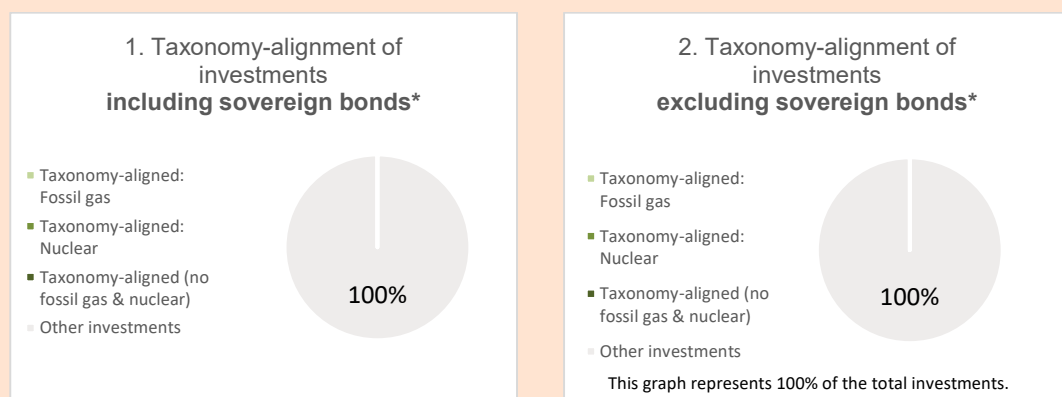 1. Taxonomy-alignment of
investments
including sovereign bonds*
Taxonomy-aligned:
Fossil gas
Taxonomy-aligned:
Nuclear
Taxonomy-aligned (no
fossil gas & nuclear)
Other investments
100%
2. Taxonomy-alignment of
investments
excluding sovereign bonds*
Taxonomy-aligned:
Fossil gas
Taxonomy-aligned:
Nuclear
Taxonomy-aligned (no
fossil gas & nuclear)
Other investments
100%
This graph represents 100% of the total investments.